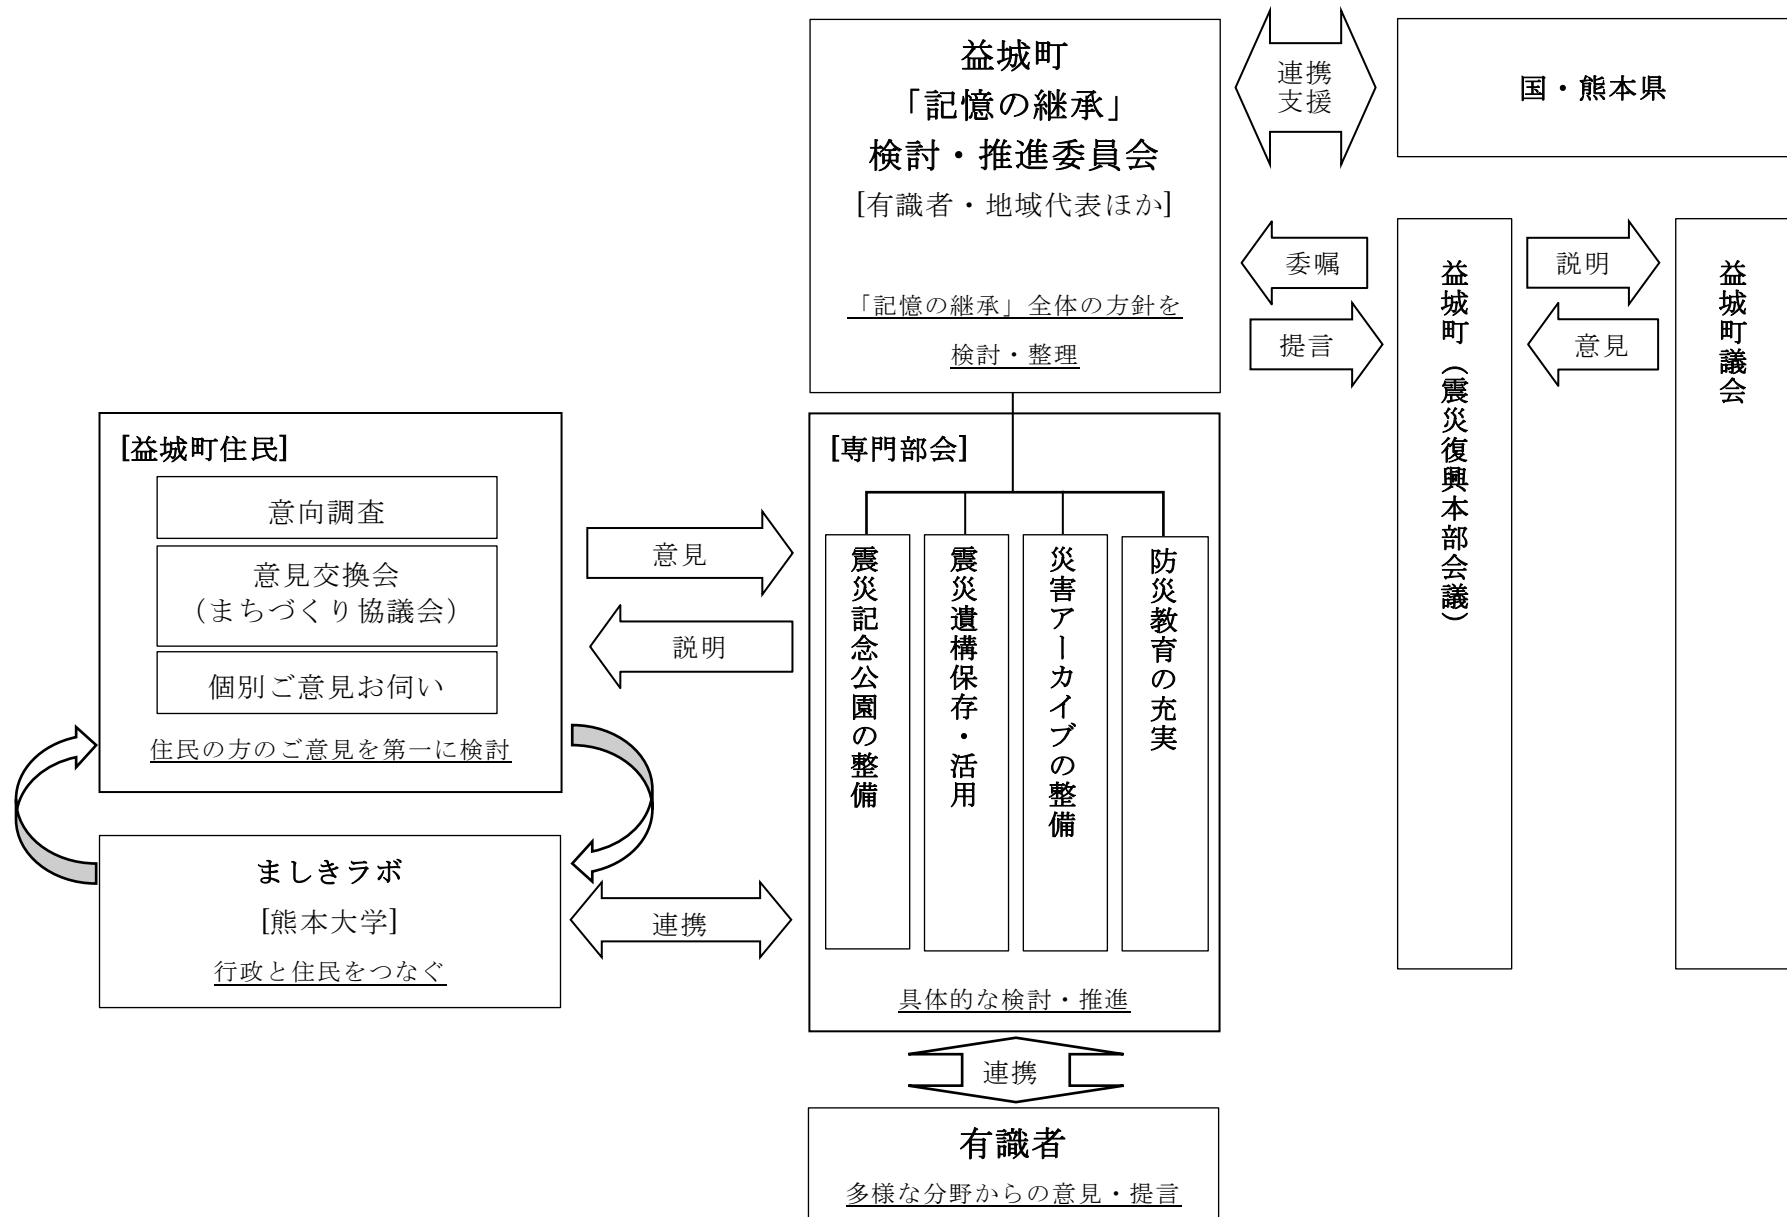 益城町
「記憶の継承」
検討・推進委員会
[有識者・地域代表ほか]
「記憶の継承」全体の方針を
検討・整理
連携
支援
国・熊本県
委嘱
提言
益城町（震災復興本部会議）
説明
意見
益城町議会
[益城町住民]
意向調査
意見交換会
（まちづくり協議会）
個別ご意見お伺い
住民の方のご意見を第一に検討
意見
説明
[専門部会]
震災記念公園の整備
震災遺構保存・活用
災害アーカイブの整備
防災教育の充実
具体的な検討・推進
ましきラボ
[熊本大学]
行政と住民をつなぐ
連携
連携
有識者
多様な分野からの意見・提言